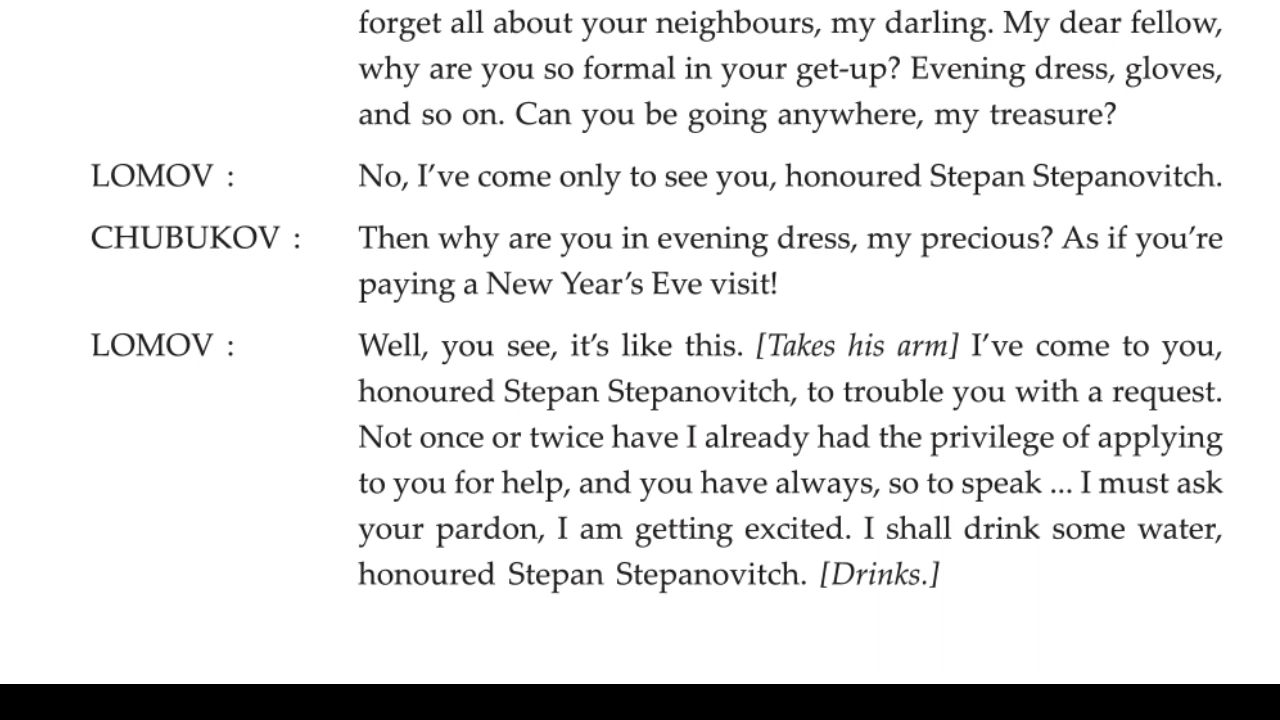 forget all about your neighbours, my darling. My dear fellow,
why are you so formal in your get-up? Evening dress, gloves,
and so on. Can you be going anywhere, my treasure?
LOMOV : No, I've come only to see you, honoured Stepan Stepanovitch.
CHUBUKOV : Then why are you in evening dress, my precious? As if you're
paying a New Year's Eve visit!
LOMOV : Well, you see, it's like this. [Takes his arm] I've come to you,
honoured Stepan Stepanovitch, to trouble you with a request.
Not once or twice have I already had the privilege of applying
to you for help, and you have always, so to speak ... I must ask
your pardon, I am getting excited. I shall drink some water,
honoured Stepan Stepanovitch. [Drinks.]